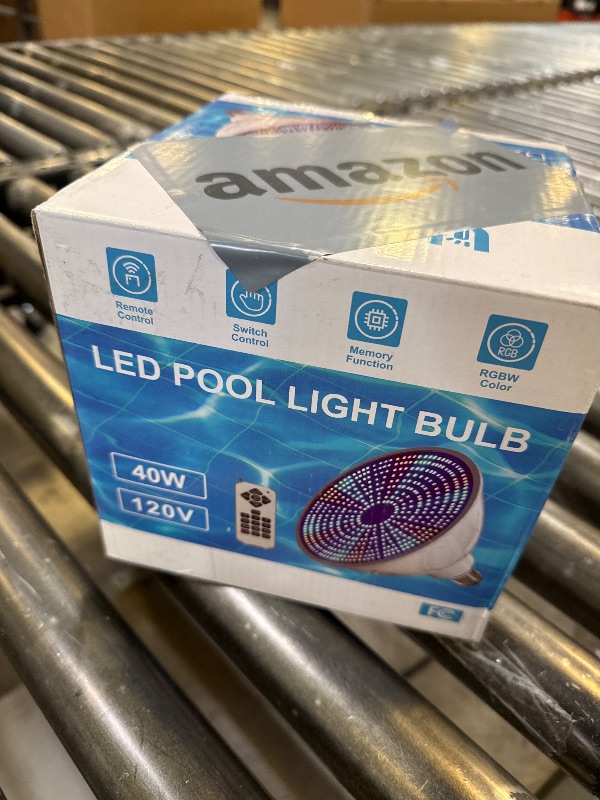 amazon
Remote
Control
Switch
Control
Memory
Function
RGB
RGBW
Color
LED POOL LIGHT BULB
40W
120V
FC